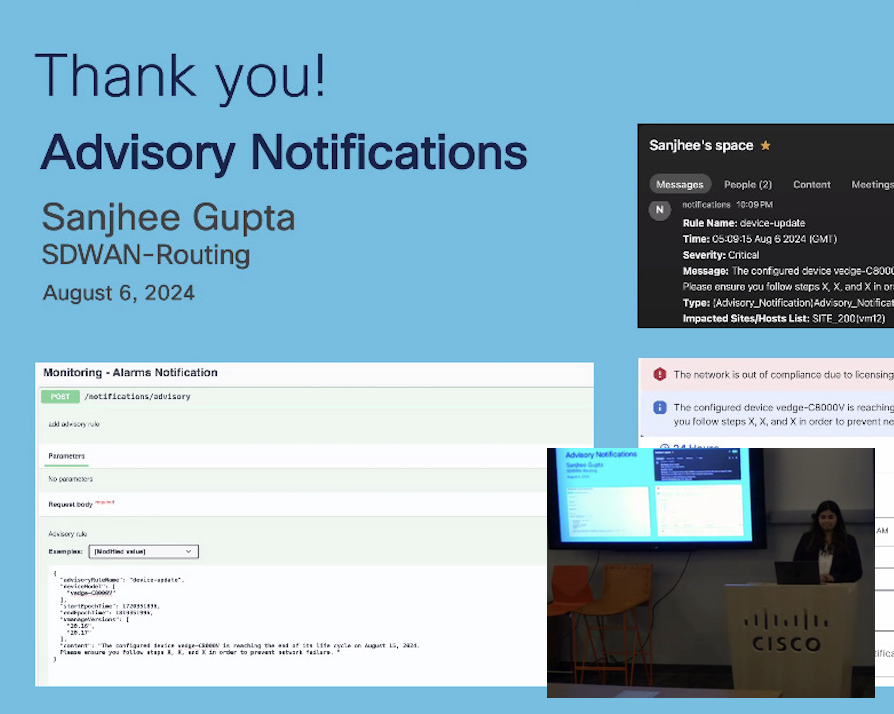 Thank you!
Advisory Notifications
Sanjhee Gupta
SDWAN-Routing
August 6, 2024
Sanjhee's space
Messages People (2) Content Meetings
N
notifications 10:09 PM
Rule Name: device-update
Time: 05:09:15 Aug 6 2024 (GMT)
Severity: Critical
Message: The configured device vedge-C8000
Please ensure you follow steps X, X, and X in or
Type: (Advisory_Notification)Advisory_Notificat
Impacted Sites/Hosts List: SITE_200(vm12)
Monitoring - Alarms Notification
POST /notifications/advisory
add advisory rule
Parameters
No parameters
Request body required
Advisory rule
Examples: [Modified value]
{
"advisoryRuleName": "device-update",
"deviceModel": [
"vedge-C8000V"
],
"startEpochTime":
"endEpochTime":
"vmanageVersions": [
"20.16",
"20.17"
],
"content": "The configured device vedge-C8000V is reaching the end of its life cycle on August 15, 2024.
Please ensure you follow steps X, X, and X in order to prevent network failure. "
}
The network is out of compliance due to licensing
The configured device vedge-C8000V is reaching
you follow steps X, X, and X in order to prevent ne
24 Hours
AM
tifica
Advisory Notifications
Sanjhee Gupta
CISCO